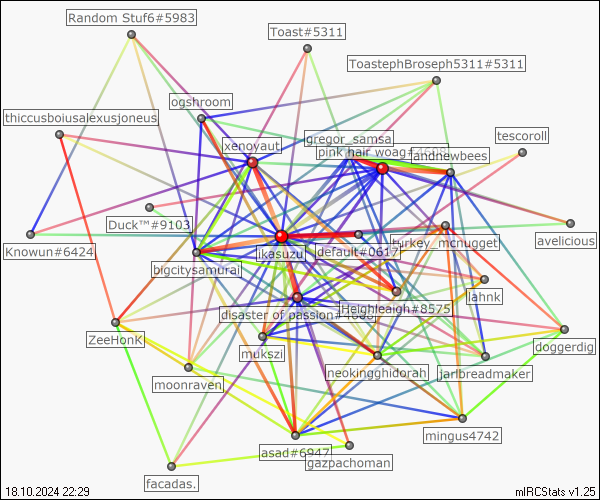 Random Stuf6#5983
Toast#5311
ToastephBroseph5311#5311
ogshroom
thiccusboiusalexusjoneus
gregor_samsa
tescoroll
xenoyaut
pink hair woag
andnewbees
Duck™#9103
avelicious
Knowun#6424
turkey_mcnugget
ikasuzu
default#0617
bigcitysamurai
lahnk
disaster of passion
Heighleaigh#8575
ZeeHonK
doggerdig
mukszi
neokingghidorah
jarlbreadmaker
moonraven
mingus4742
asad#6947
gazpachoman
facadas.
18.10.2024 22:29
mIRCStats v1.25